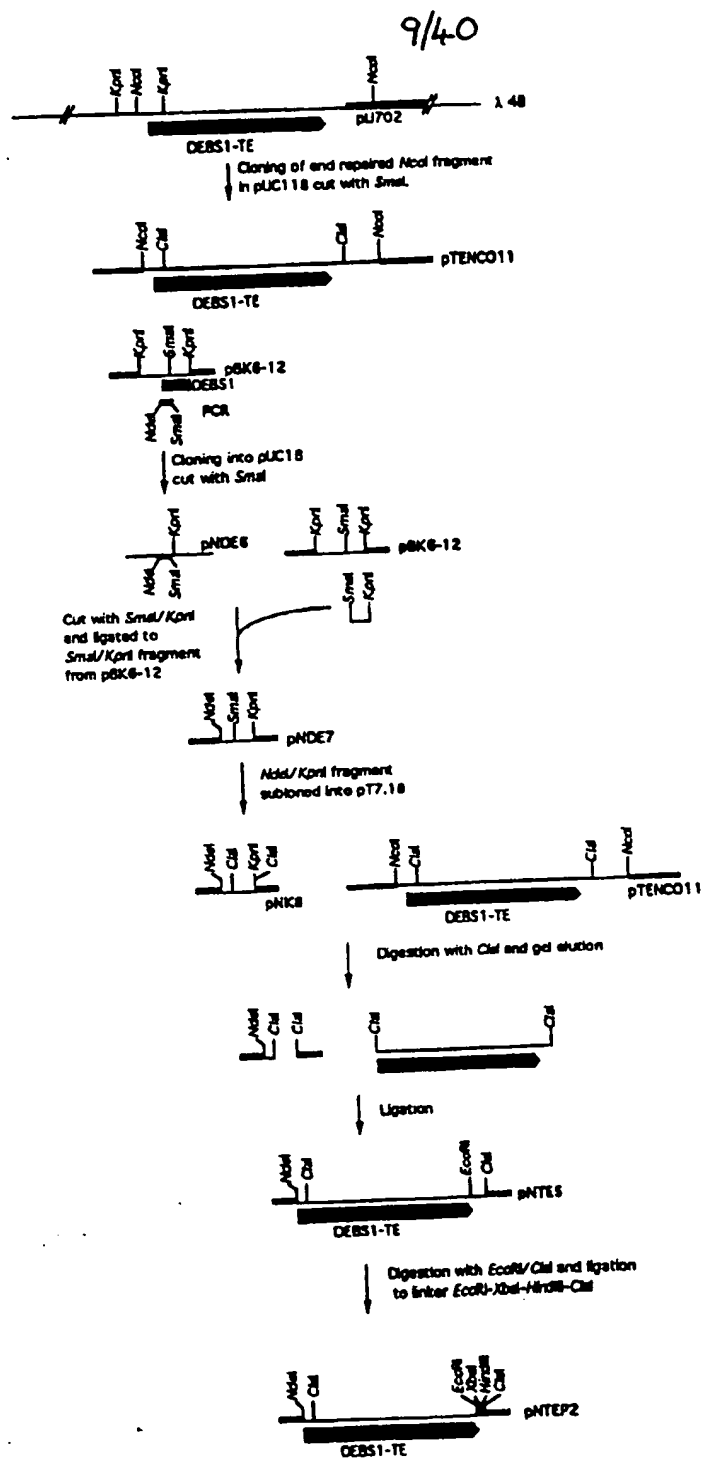 9/40
KpnI NcoI KpnI NcoI
λ 4B
pIJ702
DEBS1-TE
Cloning of end repaired NcoI fragment
in pUC118 cut with SmaI.
NcoI ClaI ClaI NcoI
pTENCO11
DEBS1-TE
KpnI SmaI KpnI
pBK6-12
DEBS1
PCR
NdeI SmaI
Cloning into pUC18
cut with SmaI
KpnI
pNDE6
NdeI SmaI
KpnI SmaI KpnI
pBK6-12
SmaI KpnI
Cut with SmaI/KpnI
and ligated to
SmaI/KpnI fragment
from pBK6-12
NdeI SmaI KpnI
pNDE7
NdeI/KpnI fragment
subloned into pT7.18
NdeI ClaI KpnI ClaI
pNK8
NcoI ClaI ClaI NcoI
pTENCO11
DEBS1-TE
Digestion with ClaI and gel elution
NdeI ClaI ClaI
ClaI ClaI
Ligation
NdeI ClaI EcoRI ClaI
pNTE5
DEBS1-TE
Digestion with EcoRI/ClaI and ligation
to linker EcoRI-XbaI-HindIII-ClaI
NdeI ClaI EcoRI XbaI HindIII ClaI
pNTEP2
DEBS1-TE